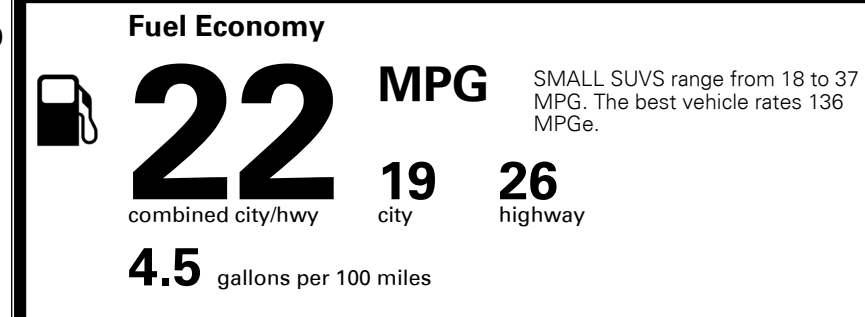 Fuel Economy
22 MPG
SMALL SUVS range from 18 to 37
MPG. The best vehicle rates 136
MPGe.
19 26
combined city/hwy city highway
4.5 gallons per 100 miles